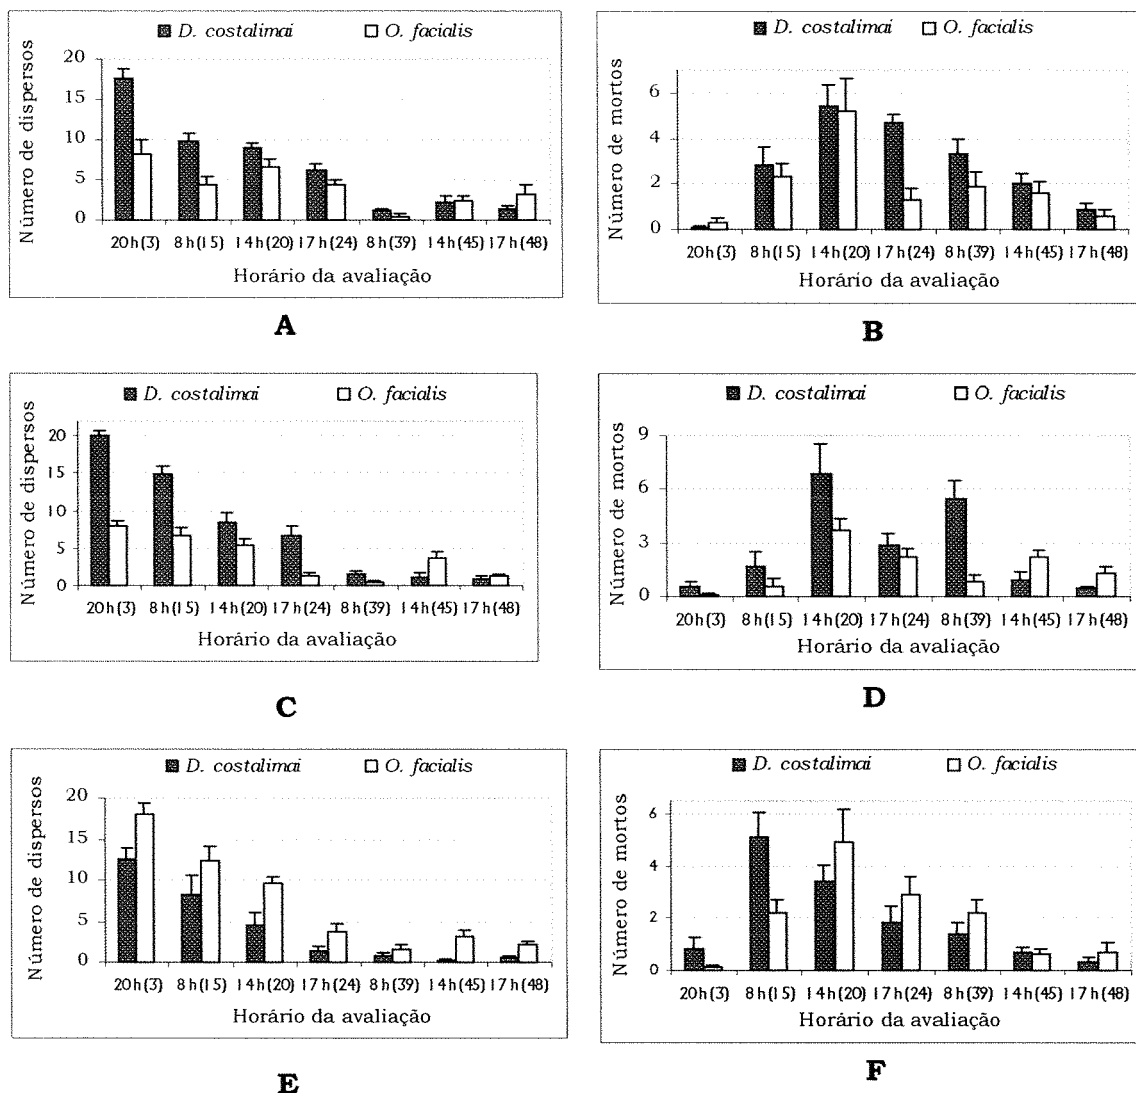 D. costalimai O. facialis
Número de dispersos
20
15
10
5
0
20h(3) 8h(15) 14h(20) 17h(24) 8h(39) 14h(45) 17h(48)
Horário da avaliação
A
D. costalimai O. facialis
Número de mortos
6
4
2
0
20h(3) 8h(15) 14h(20) 17h(24) 8h(39) 14h(45) 17h(48)
Horário da avaliação
B
D. costalimai O. facialis
Número de dispersos
20
15
10
5
0
20h(3) 8h(15) 14h(20) 17h(24) 8h(39) 14h(45) 17h(48)
Horário da avaliação
C
D. costalimai O. facialis
Número de mortos
9
6
3
0
20h(3) 8h(15) 14h(20) 17h(24) 8h(39) 14h(45) 17h(48)
Horário da avaliação
D
D. costalimai O. facialis
Número de dispersos
20
15
10
5
0
20h(3) 8h(15) 14h(20) 17h(24) 8h(39) 14h(45) 17h(48)
Horário da avaliação
E
D. costalimai O. facialis
Número de mortos
6
4
2
0
20h(3) 8h(15) 14h(20) 17h(24) 8h(39) 14h(45) 17h(48)
Horário da avaliação
F